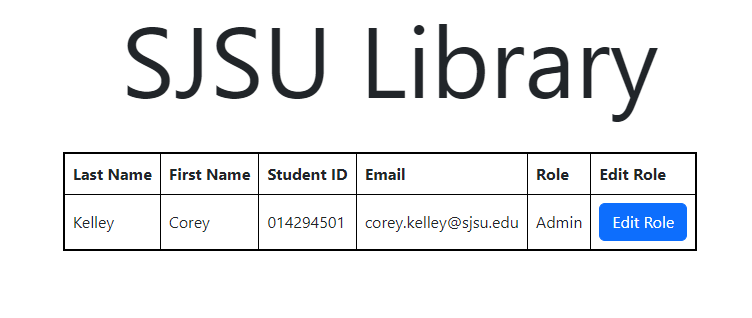 SJSU Library
Last Name First Name Student ID Email Role Edit Role
Kelley Corey 014294501 corey.kelley@sjsu.edu Admin Edit Role